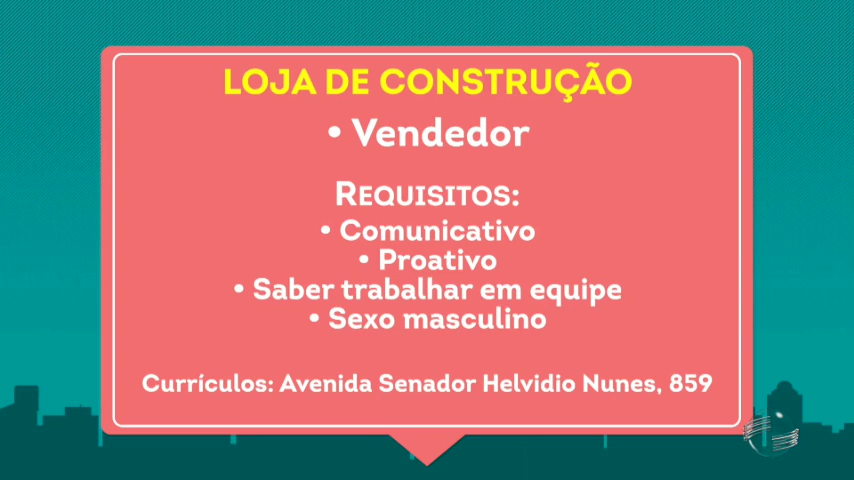 LOJA DE CONSTRUÇÃO
• Vendedor
REQUISITOS:
• Comunicativo
• Proativo
• Saber trabalhar em equipe
• Sexo masculino
Currículos: Avenida Senador Helvidio Nunes, 859